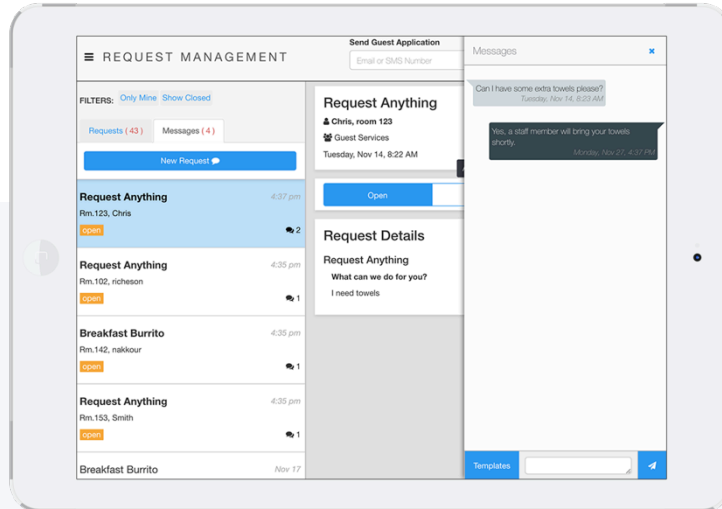 REQUEST MANAGEMENT
Send Guest Application
Email or SMS Number
FILTERS: Only Mine Show Closed
Requests ( 43 ) Messages ( 4 )
New Request
Request Anything 4:37 pm
Rm.123, Chris
open 2
Request Anything 4:35 pm
Rm.102, richeson
open 1
Breakfast Burrito 4:35 pm
Rm.142, nakkour
open 1
Request Anything 4:35 pm
Rm.153, Smith
open 1
Breakfast Burrito Nov 17
Request Anything
Chris, room 123
Guest Services
Tuesday, Nov 14, 8:22 AM
Open
Request Details
Request Anything
What can we do for you?
I need towels
Messages
Can I have some extra towels please?
Tuesday, Nov 14, 8:23 AM
Yes, a staff member will bring your towels
shortly.
Monday, Nov 27, 4:37 PM
Templates